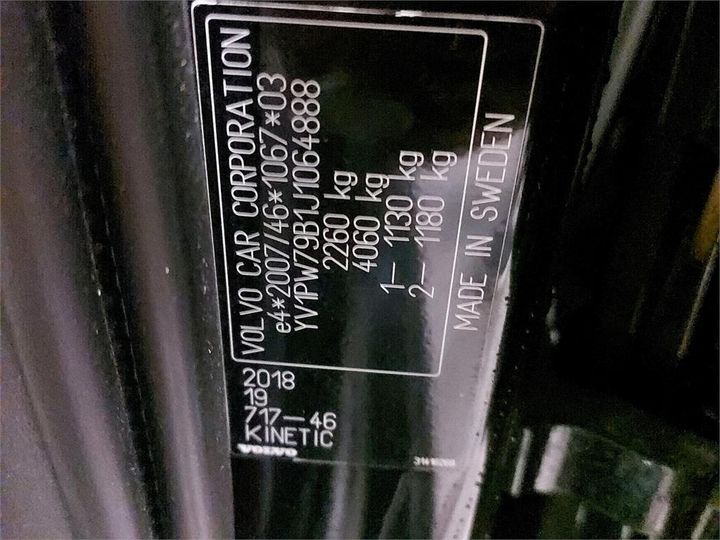 VOLVO CAR CORPORATION
e4*2007/46*1067*03
YV1PW79B1J1064888
2260 kg
4060 kg
1- 1130 kg
2- 1180 kg
MADE IN SWEDEN
2018
19
717-46
KINETIC
VOLVO